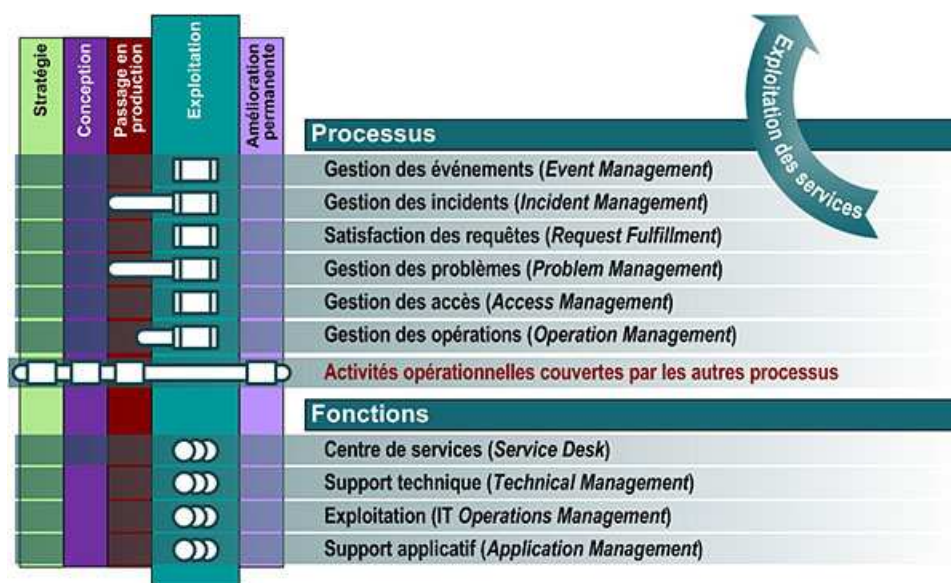 Stratégie
Conception
Passage en
production
Exploitation
Amélioration
permanente
Exploitation des services
Processus
Gestion des événements (Event Management)
Gestion des incidents (Incident Management)
Satisfaction des requêtes (Request Fulfillment)
Gestion des problèmes (Problem Management)
Gestion des accès (Access Management)
Gestion des opérations (Operation Management)
Activités opérationnelles couvertes par les autres processus
Fonctions
Centre de services (Service Desk)
Support technique (Technical Management)
Exploitation (IT Operations Management)
Support applicatif (Application Management)